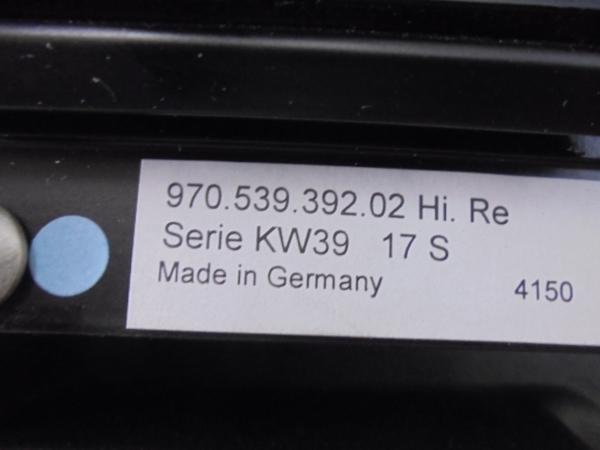 970.539.392.02 Hi. Re
Serie KW39 17 S
Made in Germany 4150